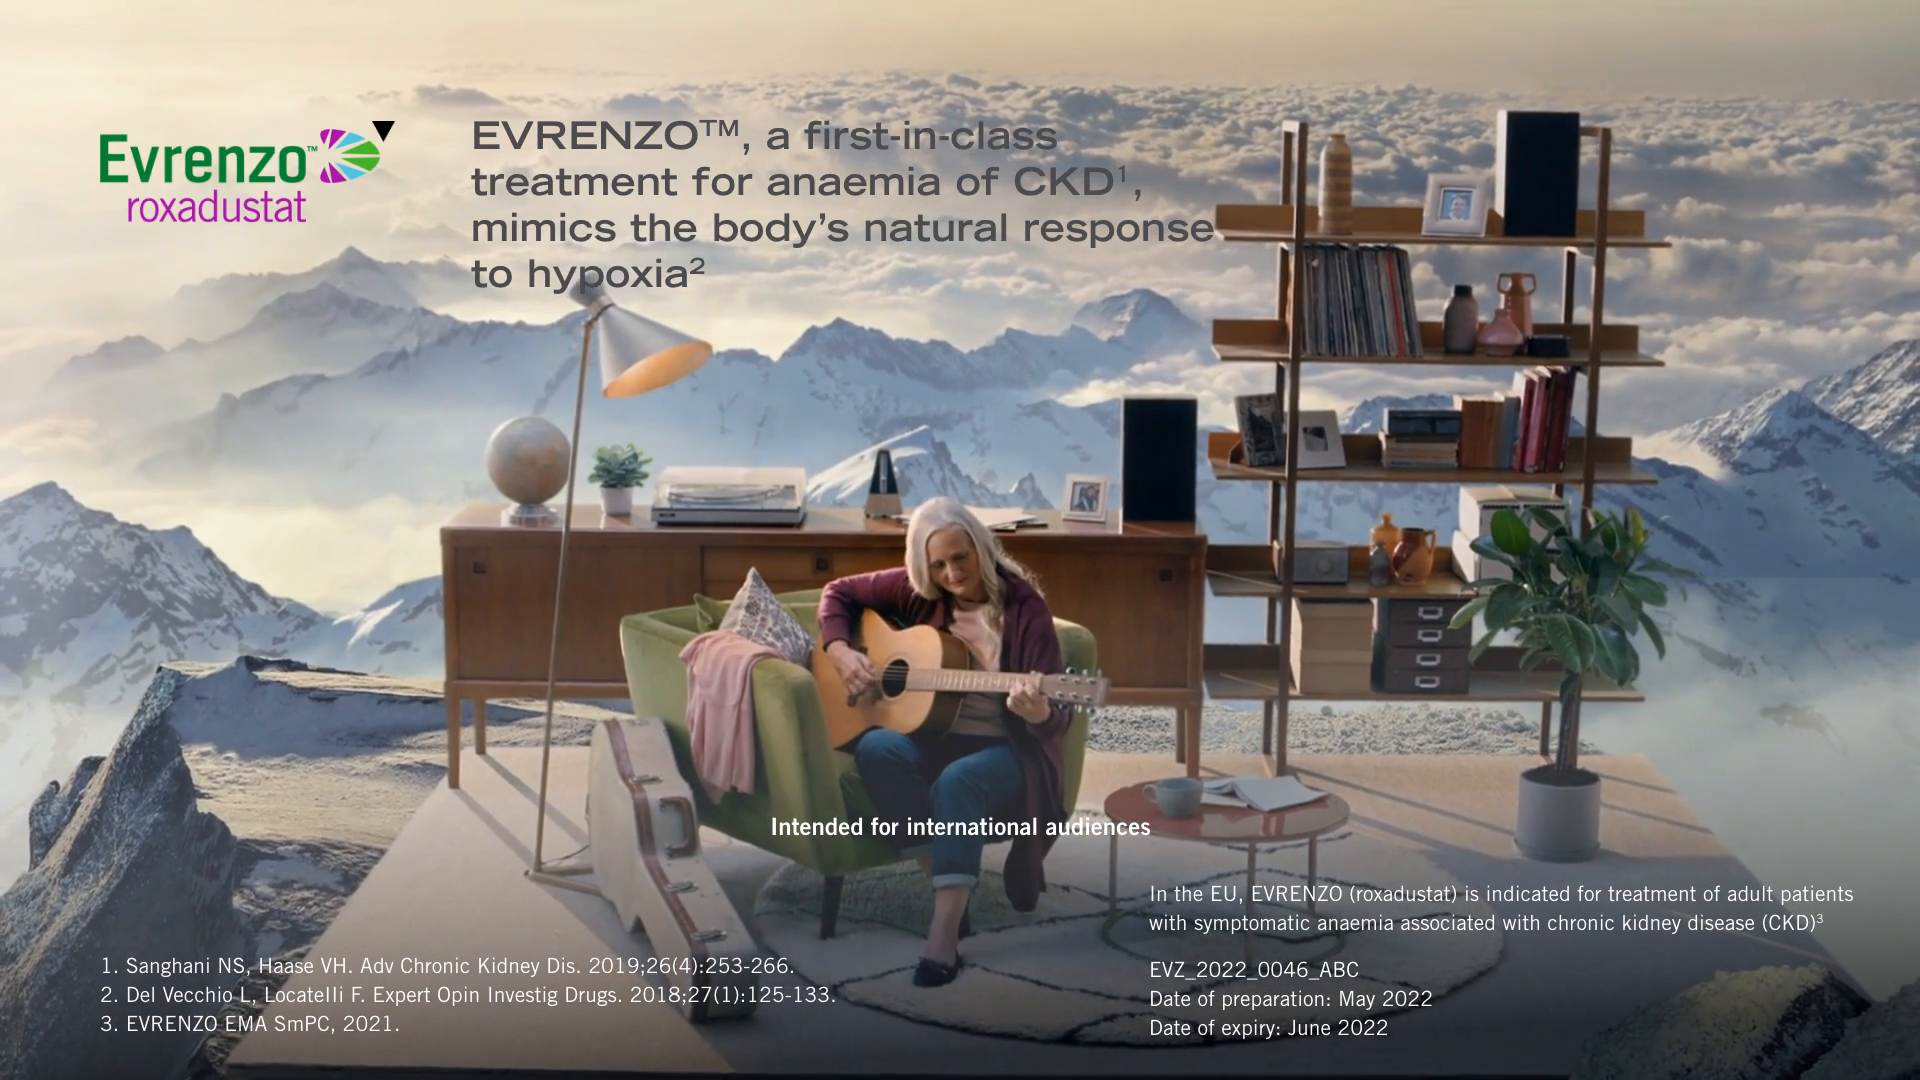 Evrenzo™
roxadustat
EVRENZO™, a first-in-class
treatment for anaemia of CKD¹,
mimics the body’s natural response
to hypoxia²
Intended for international audiences
In the EU, EVRENZO (roxadustat) is indicated for treatment of adult patients
with symptomatic anaemia associated with chronic kidney disease (CKD)³
EVZ_2022_0046_ABC
Date of preparation: May 2022
Date of expiry: June 2022
1. Sanghani NS, Haase VH. Adv Chronic Kidney Dis. 2019;26(4):253-266.
2. Del Vecchio L, Locatelli F. Expert Opin Investig Drugs. 2018;27(1):125-133.
3. EVRENZO EMA SmPC, 2021.